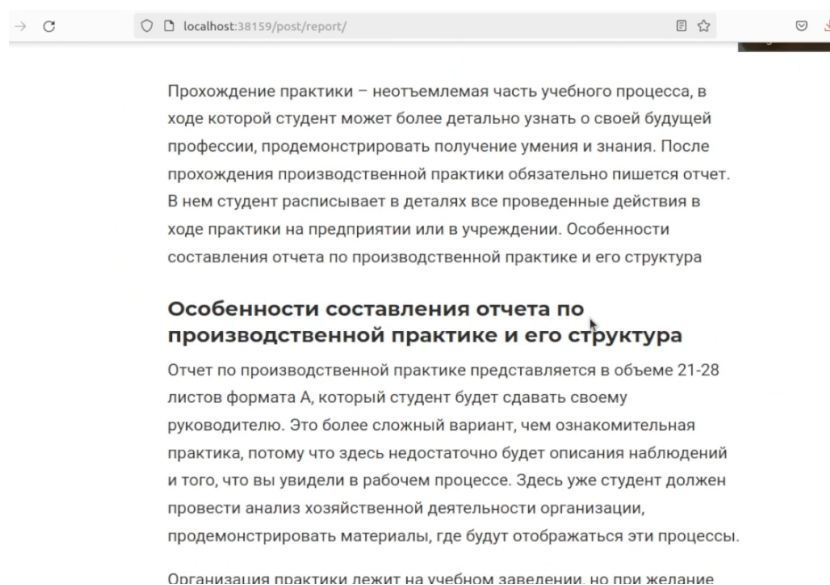 localhost:38159/post/report/
Прохождение практики – неотъемлемая часть учебного процесса, в
ходе которой студент может более детально узнать о своей будущей
профессии, продемонстрировать получение умения и знания. После
прохождения производственной практики обязательно пишется отчет.
В нем студент расписывает в деталях все проведенные действия в
ходе практики на предприятии или в учреждении. Особенности
составления отчета по производственной практике и его структура
Особенности составления отчета по
производственной практике и его структура
Отчет по производственной практике представляется в объеме 21-28
листов формата А, который студент будет сдавать своему
руководителю. Это более сложный вариант, чем ознакомительная
практика, потому что здесь недостаточно будет описания наблюдений
и того, что вы увидели в рабочем процессе. Здесь уже студент должен
провести анализ хозяйственной деятельности организации,
продемонстрировать материалы, где будут отображаться эти процессы.
Организация практики лежит на учебном заведении, но при желание